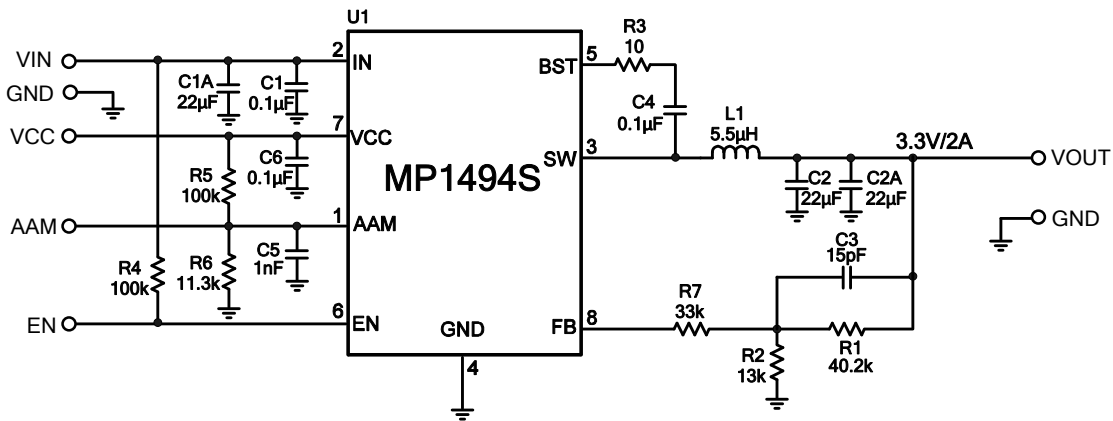 U1
VIN
2
IN
GND
C1A
22µF
C1
0.1µF
VCC
7
VCC
R5
100k
C6
0.1µF
AAM
1
AAM
R4
100k
R6
11.3k
C5
1nF
EN
6
EN
MP1494S
GND
4
BST
5
R3
10
C4
0.1µF
SW
3
L1
5.5µH
3.3V/2A
VOUT
C2
22µF
C2A
22µF
GND
C3
15pF
FB
8
R7
33k
R2
13k
R1
40.2k